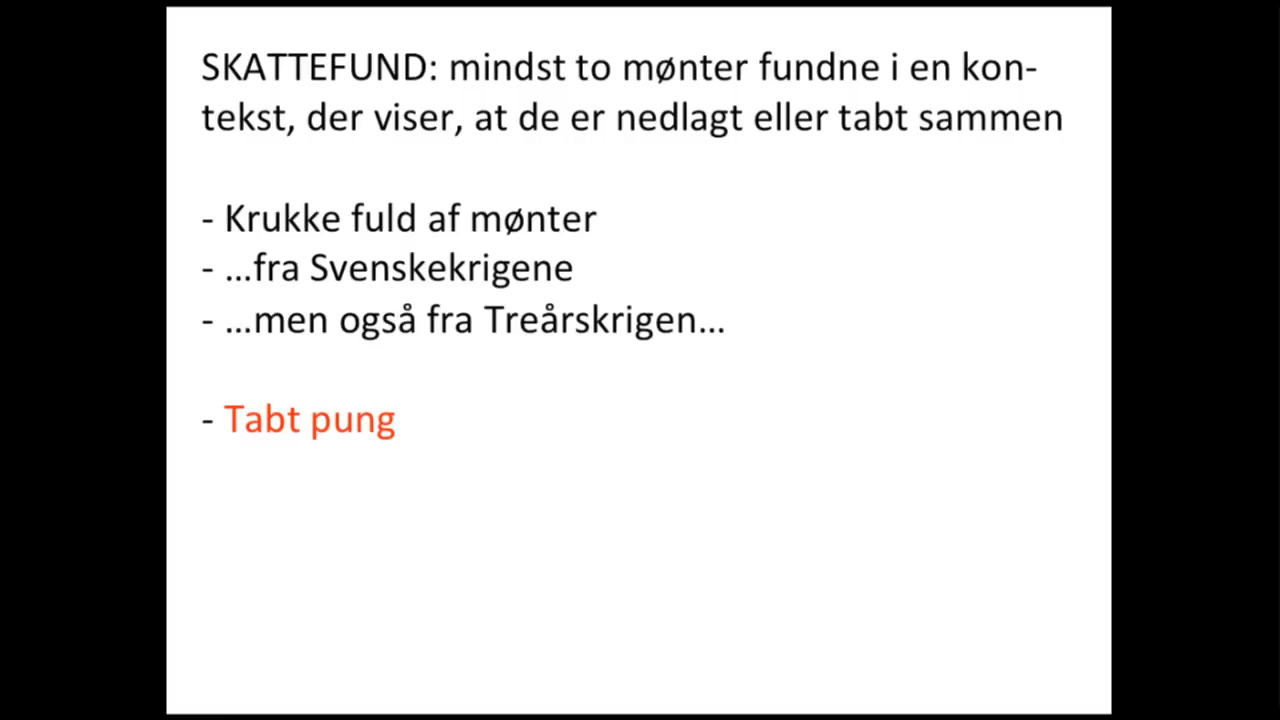 SKATTEFUND: mindst to mønter fundne i en kon-
tekst, der viser, at de er nedlagt eller tabt sammen
- Krukke fuld af mønter
- ...fra Svenskekrigene
- ...men også fra Treårskrigen...
- Tabt pung